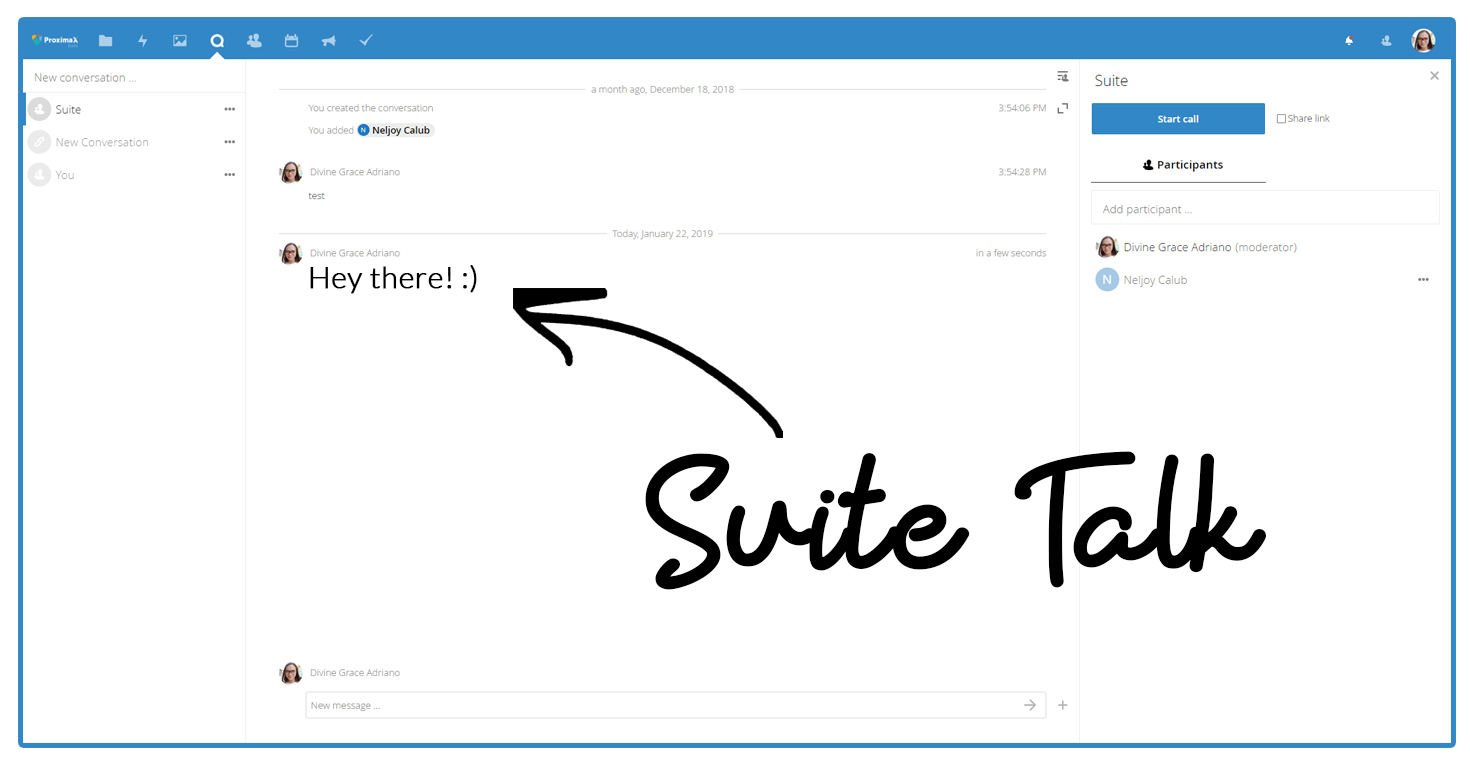 ProximaX
New conversation ...
Suite
New Conversation
You
a month ago, December 18, 2018
You created the conversation 3:54:06 PM
You added N Neljoy Calub
Divine Grace Adriano 3:54:28 PM
test
Today, January 22, 2019
Divine Grace Adriano in a few seconds
Hey there! :)
Suite Talk
Divine Grace Adriano
New message ...
Suite
Start call Share link
Participants
Add participant ...
Divine Grace Adriano (moderator)
N Neljoy Calub